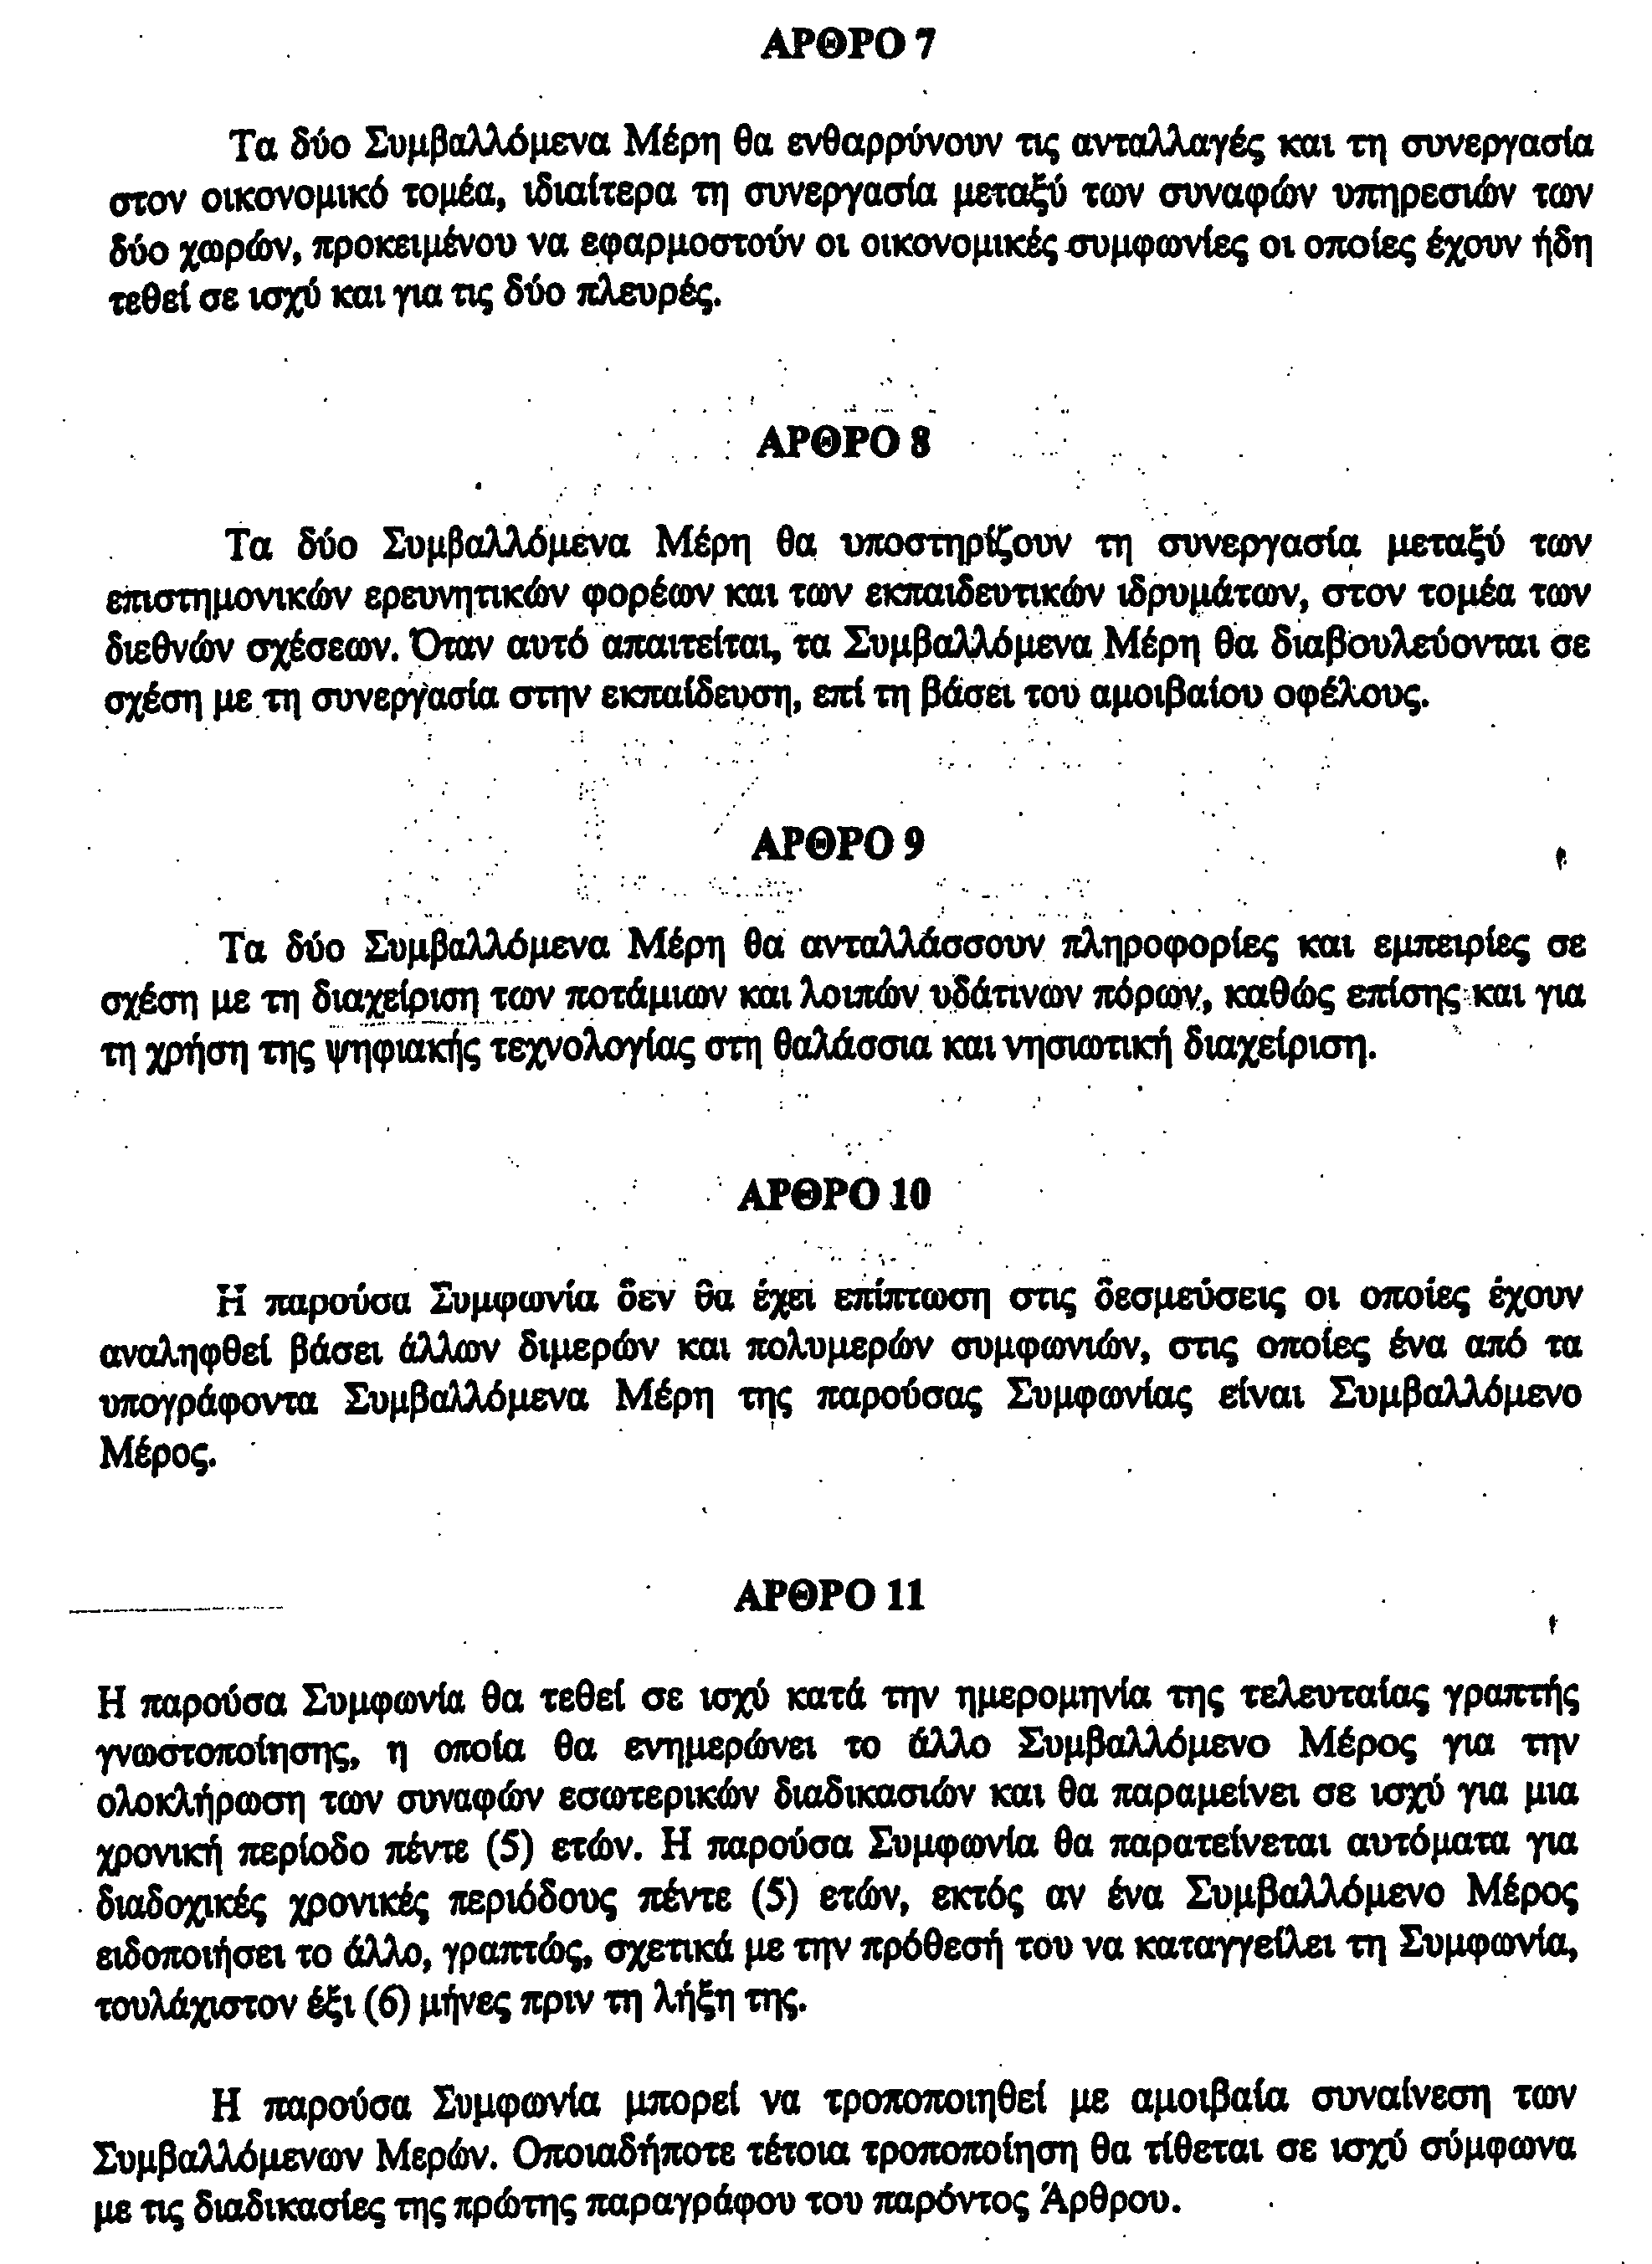 ΑΡΘΡΟ 7
Τα δύο Συμβαλλόμενα Μέρη θα ενθαρρύνουν τις ανταλλαγές και τη συνεργασία
στον οικονομικό τομέα, ιδιαίτερα τη συνεργασία μεταξύ των συναφών υπηρεσιών των
δύο χωρών, προκειμένου να εφαρμοστούν οι οικονομικές συμφωνίες οι οποίες έχουν ήδη
τεθεί σε ισχύ και για τις δύο πλευρές.
ΑΡΘΡΟ 8
Τα δύο Συμβαλλόμενα Μέρη θα υποστηρίζουν τη συνεργασία μεταξύ των
επιστημονικών ερευνητικών φορέων και των εκπαιδευτικών ιδρυμάτων, στον τομέα των
διεθνών σχέσεων. Όταν αυτό απαιτείται, τα Συμβαλλόμενα Μέρη θα διαβουλεύονται σε
σχέση με τη συνεργασία στην εκπαίδευση, επί τη βάσει του αμοιβαίου οφέλους.
ΑΡΘΡΟ 9
Τα δύο Συμβαλλόμενα Μέρη θα ανταλλάσσουν πληροφορίες και εμπειρίες σε
σχέση με τη διαχείριση των ποτάμιων και λοιπών υδάτινων πόρων, καθώς επίσης και για
τη χρήση της ψηφιακής τεχνολογίας στη θαλάσσια και νησιωτική διαχείριση.
ΑΡΘΡΟ 10
Η παρούσα Συμφωνία δεν θα έχει επίπτωση στις δεσμεύσεις οι οποίες έχουν
αναληφθεί βάσει άλλων διμερών και πολυμερών συμφωνιών, στις οποίες ένα από τα
υπογράφοντα Συμβαλλόμενα Μέρη της παρούσας Συμφωνίας είναι Συμβαλλόμενο
Μέρος.
ΑΡΘΡΟ 11
Η παρούσα Συμφωνία θα τεθεί σε ισχύ κατά την ημερομηνία της τελευταίας γραπτής
γνωστοποίησης, η οποία θα ενημερώνει το άλλο Συμβαλλόμενο Μέρος για την
ολοκλήρωση των συναφών εσωτερικών διαδικασιών και θα παραμείνει σε ισχύ για μια
χρονική περίοδο πέντε (5) ετών. Η παρούσα Συμφωνία θα παρατείνεται αυτόματα για
διαδοχικές χρονικές περιόδους πέντε (5) ετών, εκτός αν ένα Συμβαλλόμενο Μέρος
ειδοποιήσει το άλλο, γραπτώς, σχετικά με την πρόθεσή του να καταγγείλει τη Συμφωνία,
τουλάχιστον έξι (6) μήνες πριν τη λήξη της.
Η παρούσα Συμφωνία μπορεί να τροποποιηθεί με αμοιβαία συναίνεση των
Συμβαλλόμενων Μερών. Οποιαδήποτε τέτοια τροποποίηση θα τίθεται σε ισχύ σύμφωνα
με τις διαδικασίες της πρώτης παραγράφου του παρόντος Άρθρου.